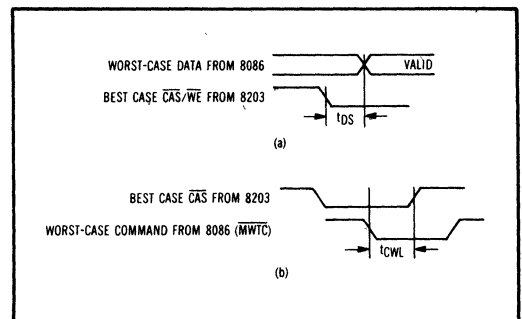 WORST-CASE DATA FROM 8086
VALID
BEST CASE CAS/WE FROM 8203
tDS
(a)
BEST CASE CAS FROM 8203
WORST-CASE COMMAND FROM 8086 (MWTC)
tCWL
(b)